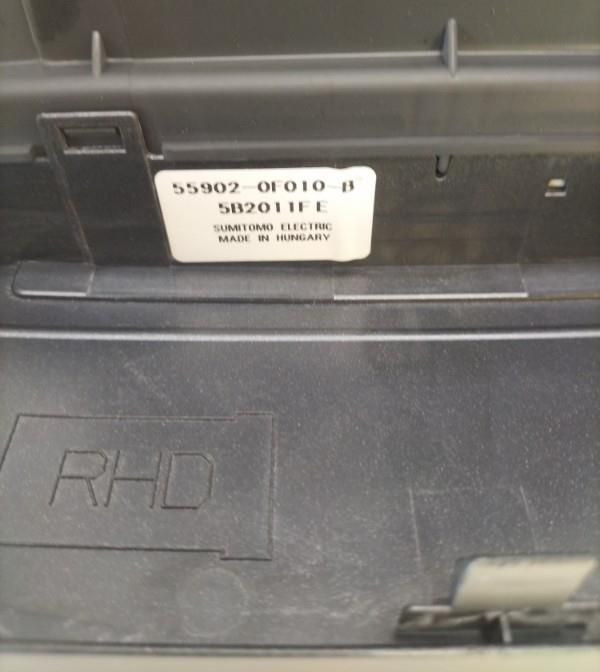 55902-0F010-B
5B2011FE
SUMITOMO ELECTRIC
MADE IN HUNGARY
RHD